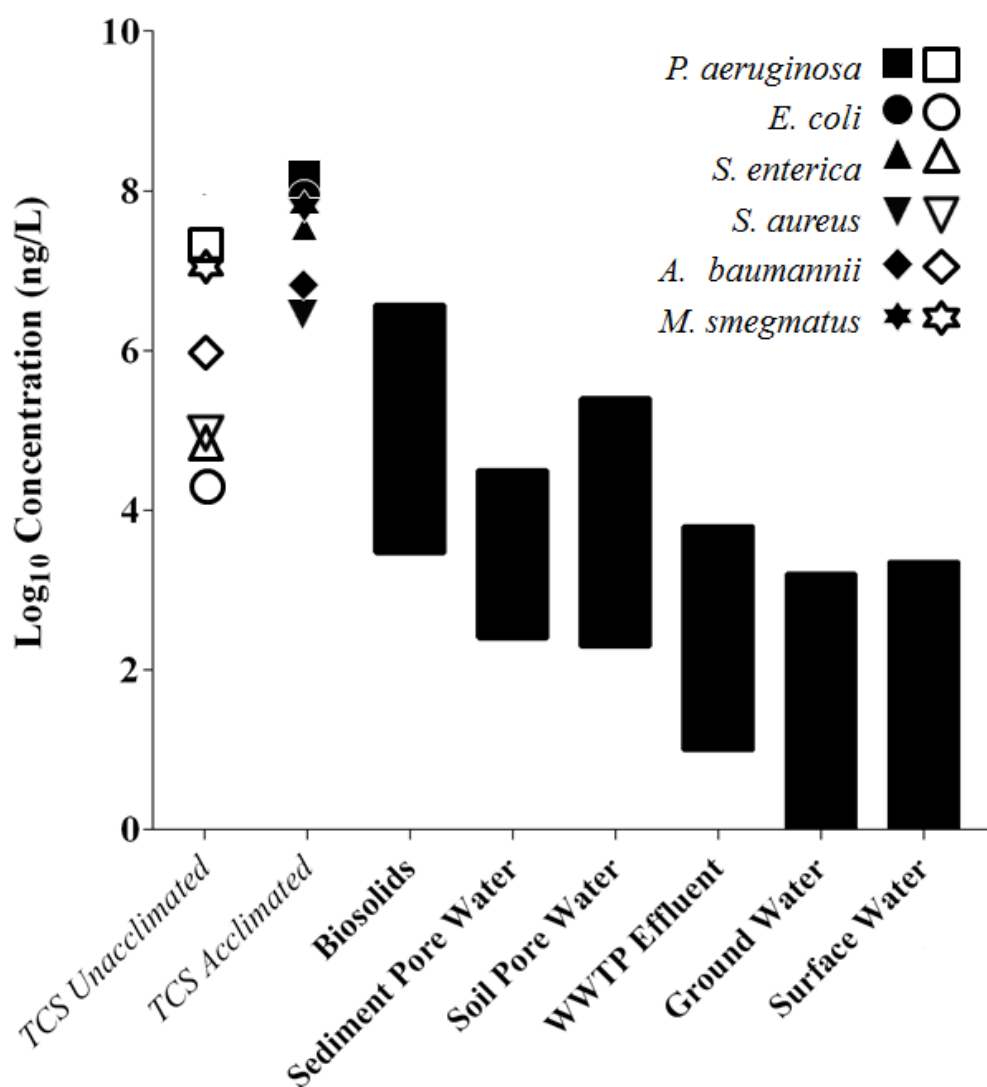 10
8
6
4
2
0
Log10 Concentration (ng/L)
P. aeruginosa
E. coli
S. enterica
S. aureus
A. baumannii
M. smegmatus
TCS Unacclimated
TCS Acclimated
Biosolids
Sediment Pore Water
Soil Pore Water
WWTP Effluent
Ground Water
Surface Water